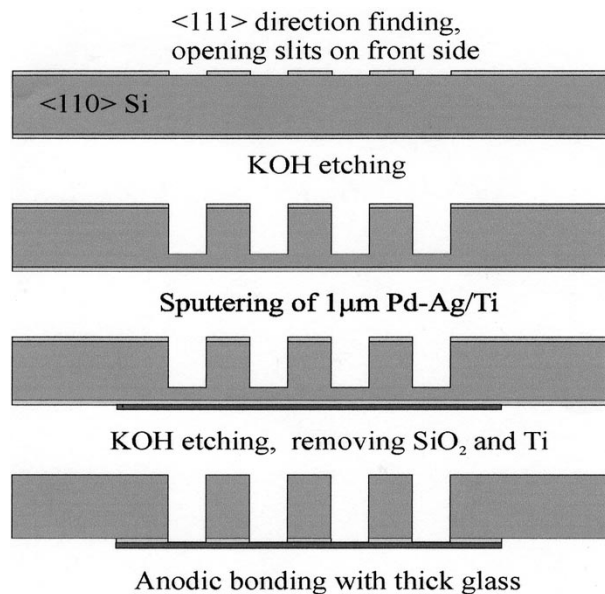 <111> direction finding,
opening slits on front side
<110> Si
KOH etching
Sputtering of 1μm Pd-Ag/Ti
KOH etching, removing SiO₂ and Ti
Anodic bonding with thick glass